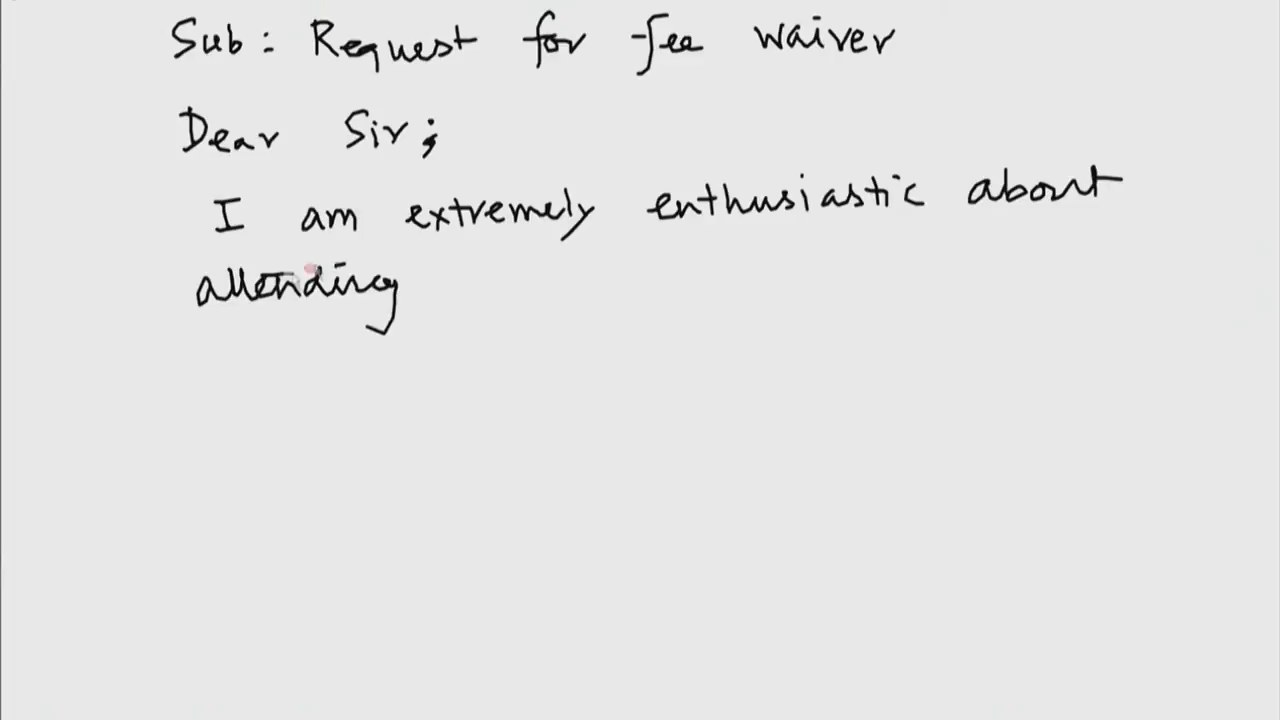 Sub: Request for fee waiver
Dear Sir;
I am extremely enthusiastic about
attending